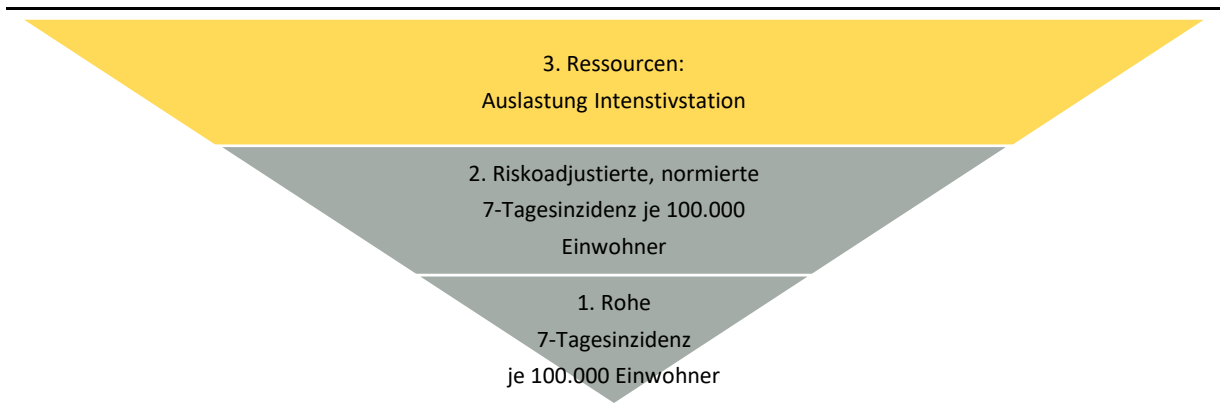 3. Ressourcen:
Auslastung Intenstivstation
2. Riskoadjustierte, normierte
7-Tagesinzidenz je 100.000
Einwohner
1. Rohe
7-Tagesinzidenz
je 100.000 Einwohner